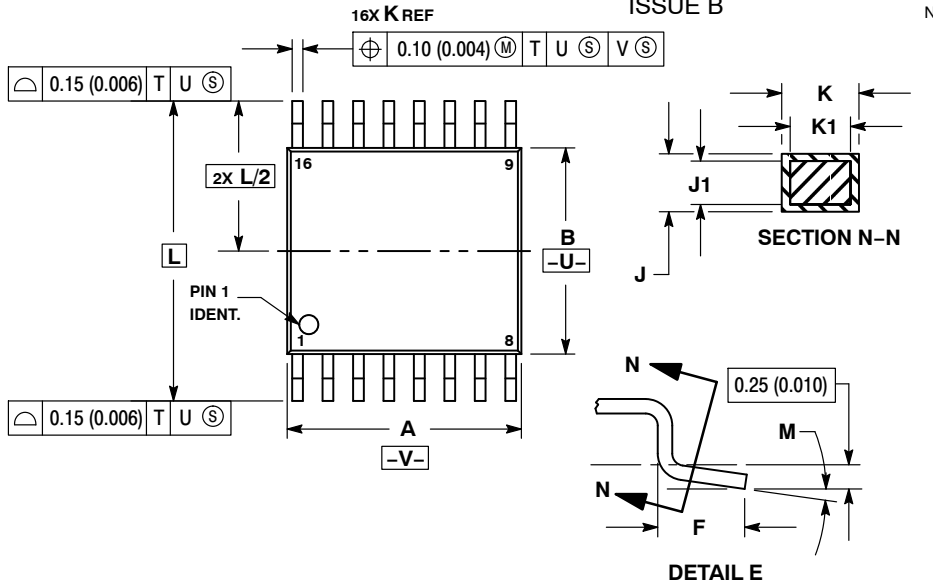 16X K REF
ISSUE B
N
⌖ 0.10 (0.004) Ⓜ T U Ⓢ V Ⓢ
⌓ 0.15 (0.006) T U Ⓢ
K
K1
16
9
2X L/2
J1
L
B
-U-
SECTION N-N
J
PIN 1
IDENT.
1
8
N
0.25 (0.010)
⌓ 0.15 (0.006) T U Ⓢ
A
-V-
M
N
F
DETAIL E